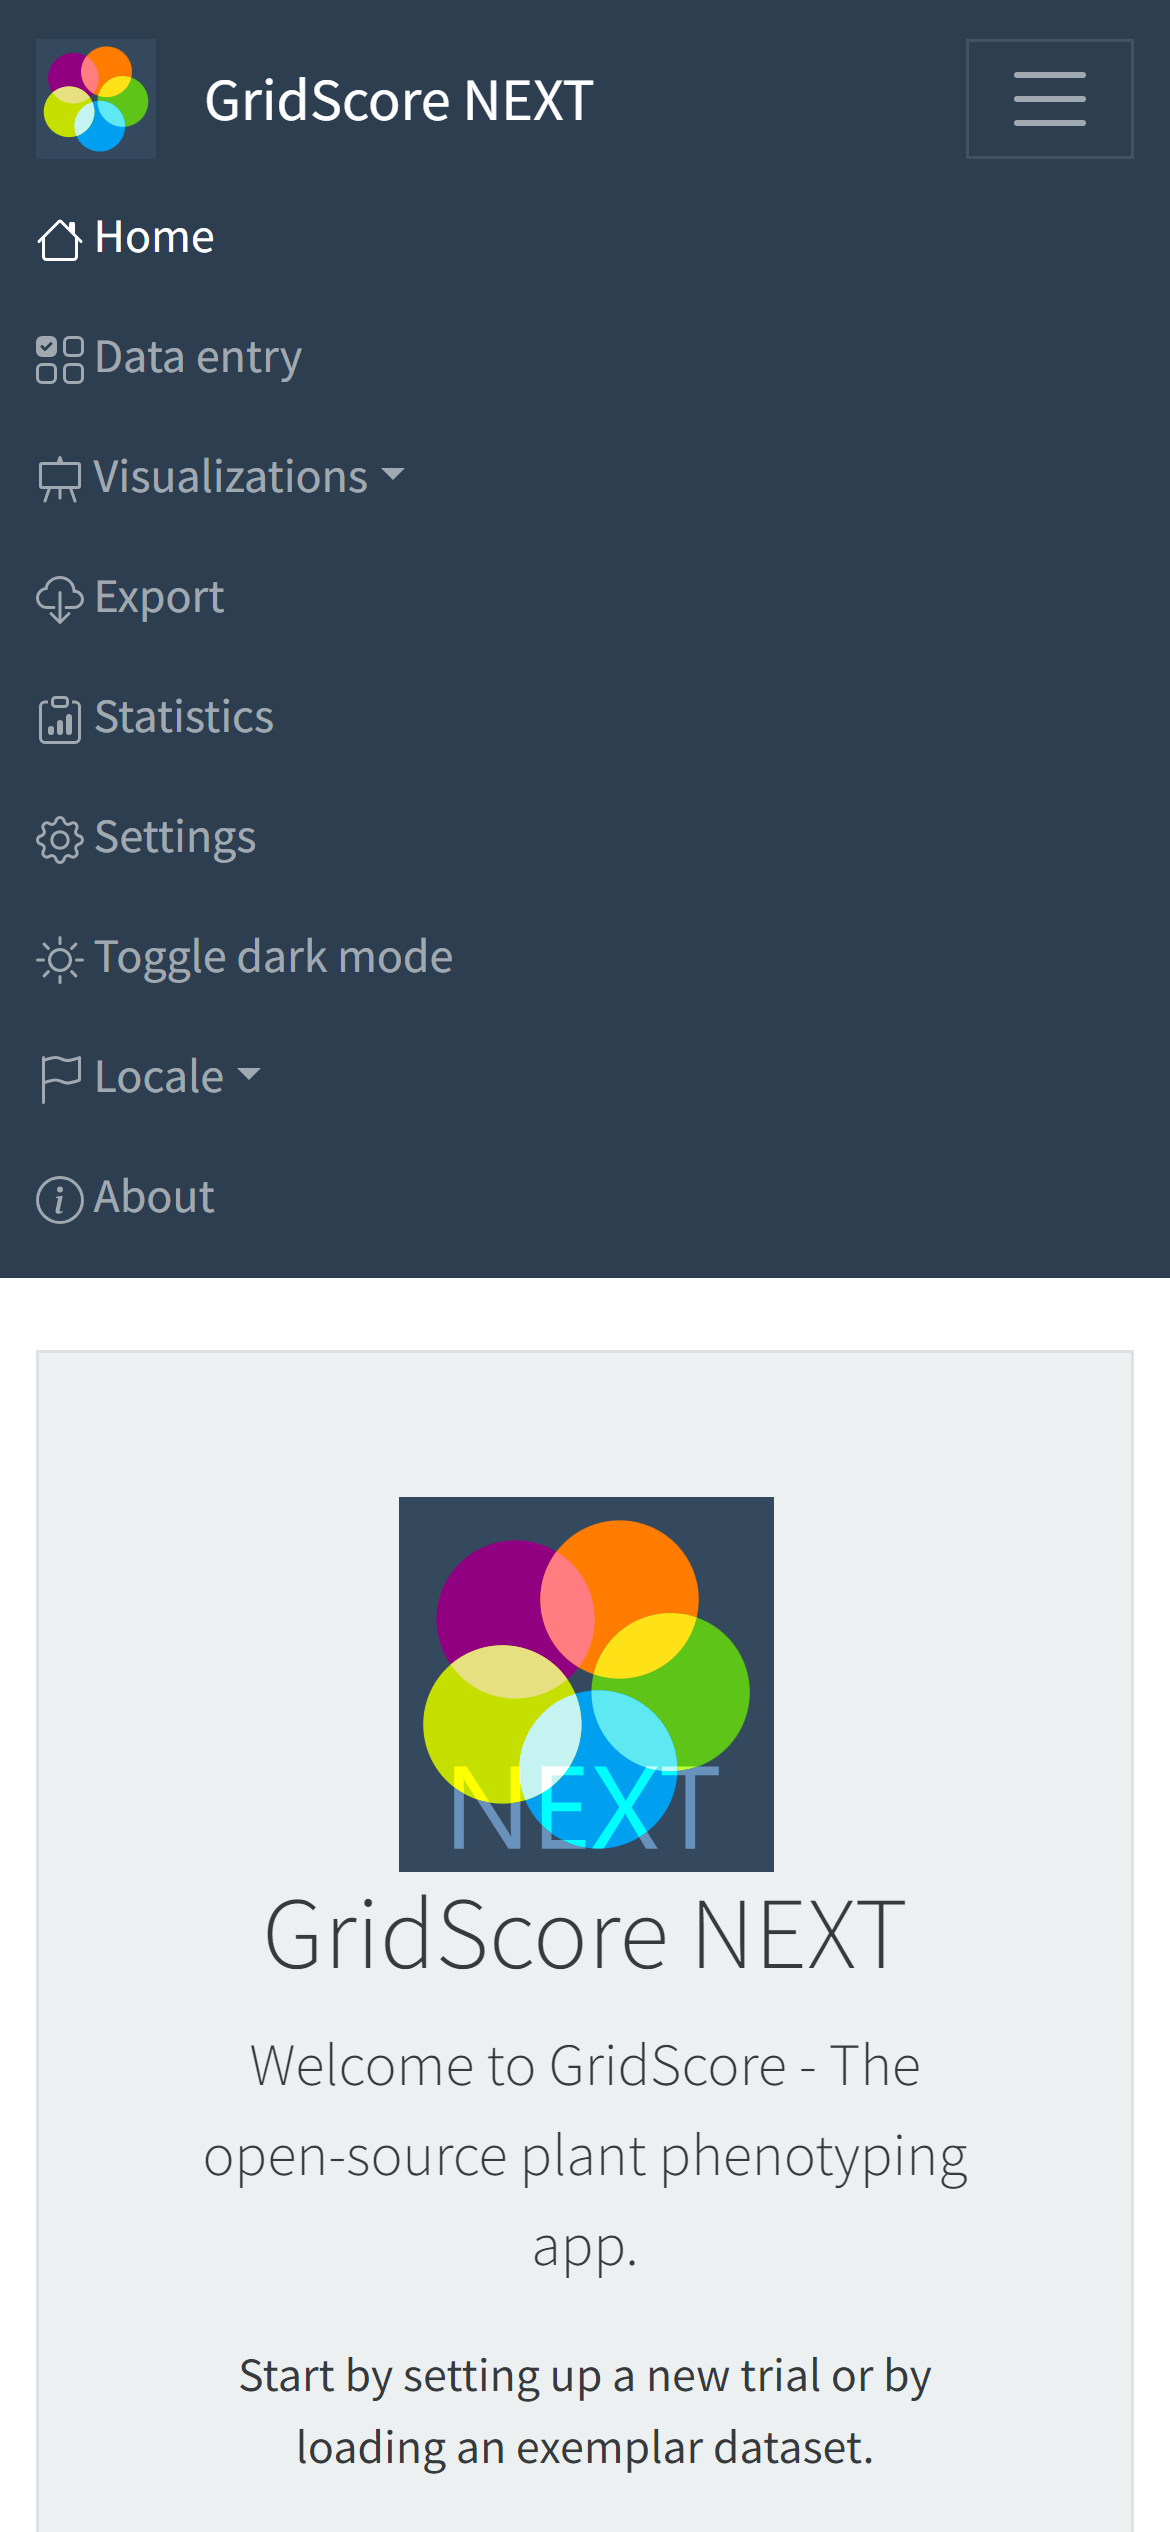 GridScore NEXT
Home
Data entry
Visualizations
Export
Statistics
Settings
Toggle dark mode
Locale
About
NEXT
GridScore NEXT
Welcome to GridScore - The
open-source plant phenotyping
app.
Start by setting up a new trial or by
loading an exemplar dataset.